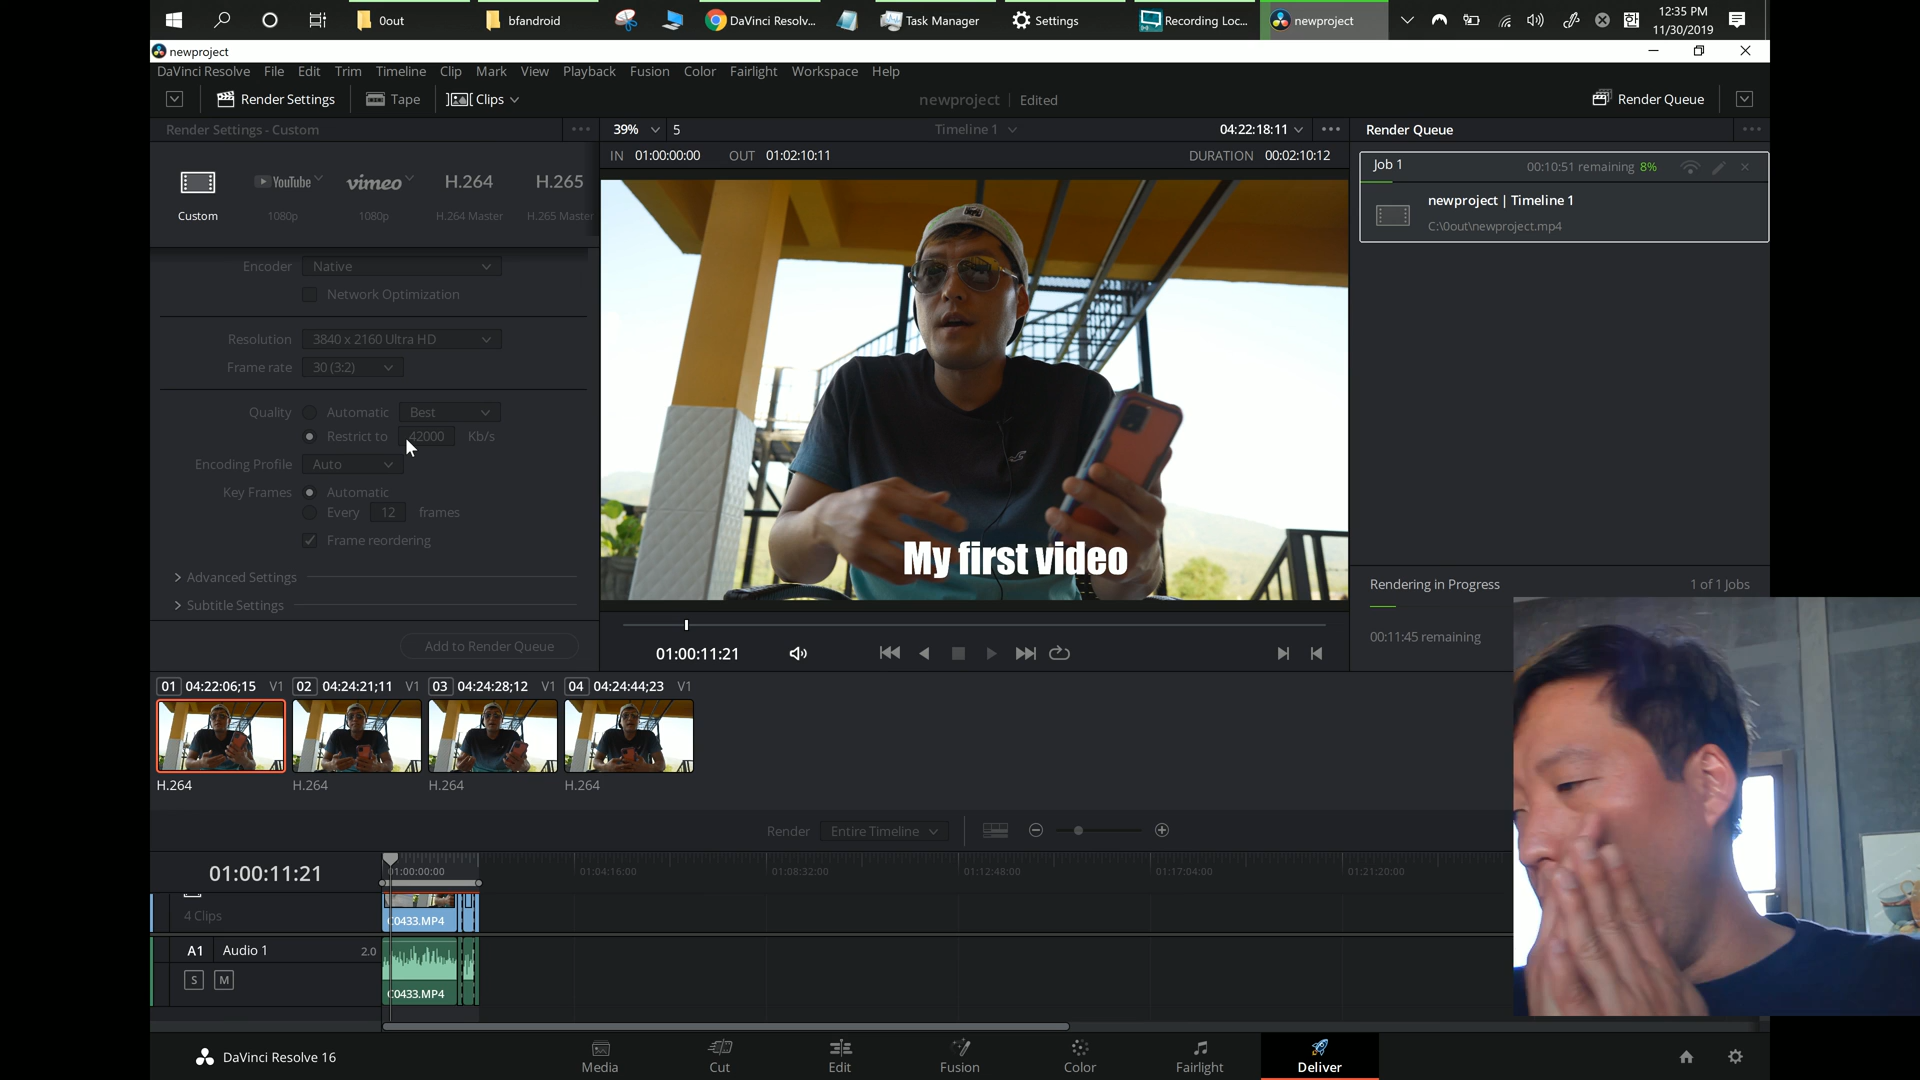 0out
bfandroid
DaVinci Resolv...
Task Manager
Settings
Recording Loc...
newproject
12:35 PM
11/30/2019
newproject
DaVinci Resolve File Edit Trim Timeline Clip Mark View Playback Fusion Color Fairlight Workspace Help
Render Settings
Tape
Clips
newproject
Edited
Render Queue
Render Settings - Custom
39%
5
Timeline 1
04:22:18:11
Render Queue
IN 01:00:00:00 OUT 01:02:10:11
DURATION 00:02:10:12
Job 1
00:10:51 remaining 8%
newproject | Timeline 1
C:\0out\newproject.mp4
YouTube
vimeo
H.264
H.265
Custom
1080p
1080p
H.264 Master
H.265 Master
Encoder Native
Network Optimization
Resolution 3840 x 2160 Ultra HD
Frame rate 30 (3:2)
Quality Automatic Best
Restrict to 42000 Kb/s
Encoding Profile Auto
Key Frames Automatic
Every 12 frames
Frame reordering
Advanced Settings
Subtitle Settings
Add to Render Queue
My first video
Rendering in Progress
1 of 1 Jobs
00:11:45 remaining
01:00:11:21
01 04:22:06;15 V1
02 04:24:21;11 V1
03 04:24:28;12 V1
04 04:24:44;23 V1
H.264
H.264
H.264
H.264
Render Entire Timeline
01:00:11:21
01:00:00:00
01:04:16:00
01:08:32:00
01:12:48:00
01:17:04:00
01:21:20:00
4 Clips
C0433.MP4
A1 Audio 1 2.0
S M
C0433.MP4
DaVinci Resolve 16
Media
Cut
Edit
Fusion
Color
Fairlight
Deliver